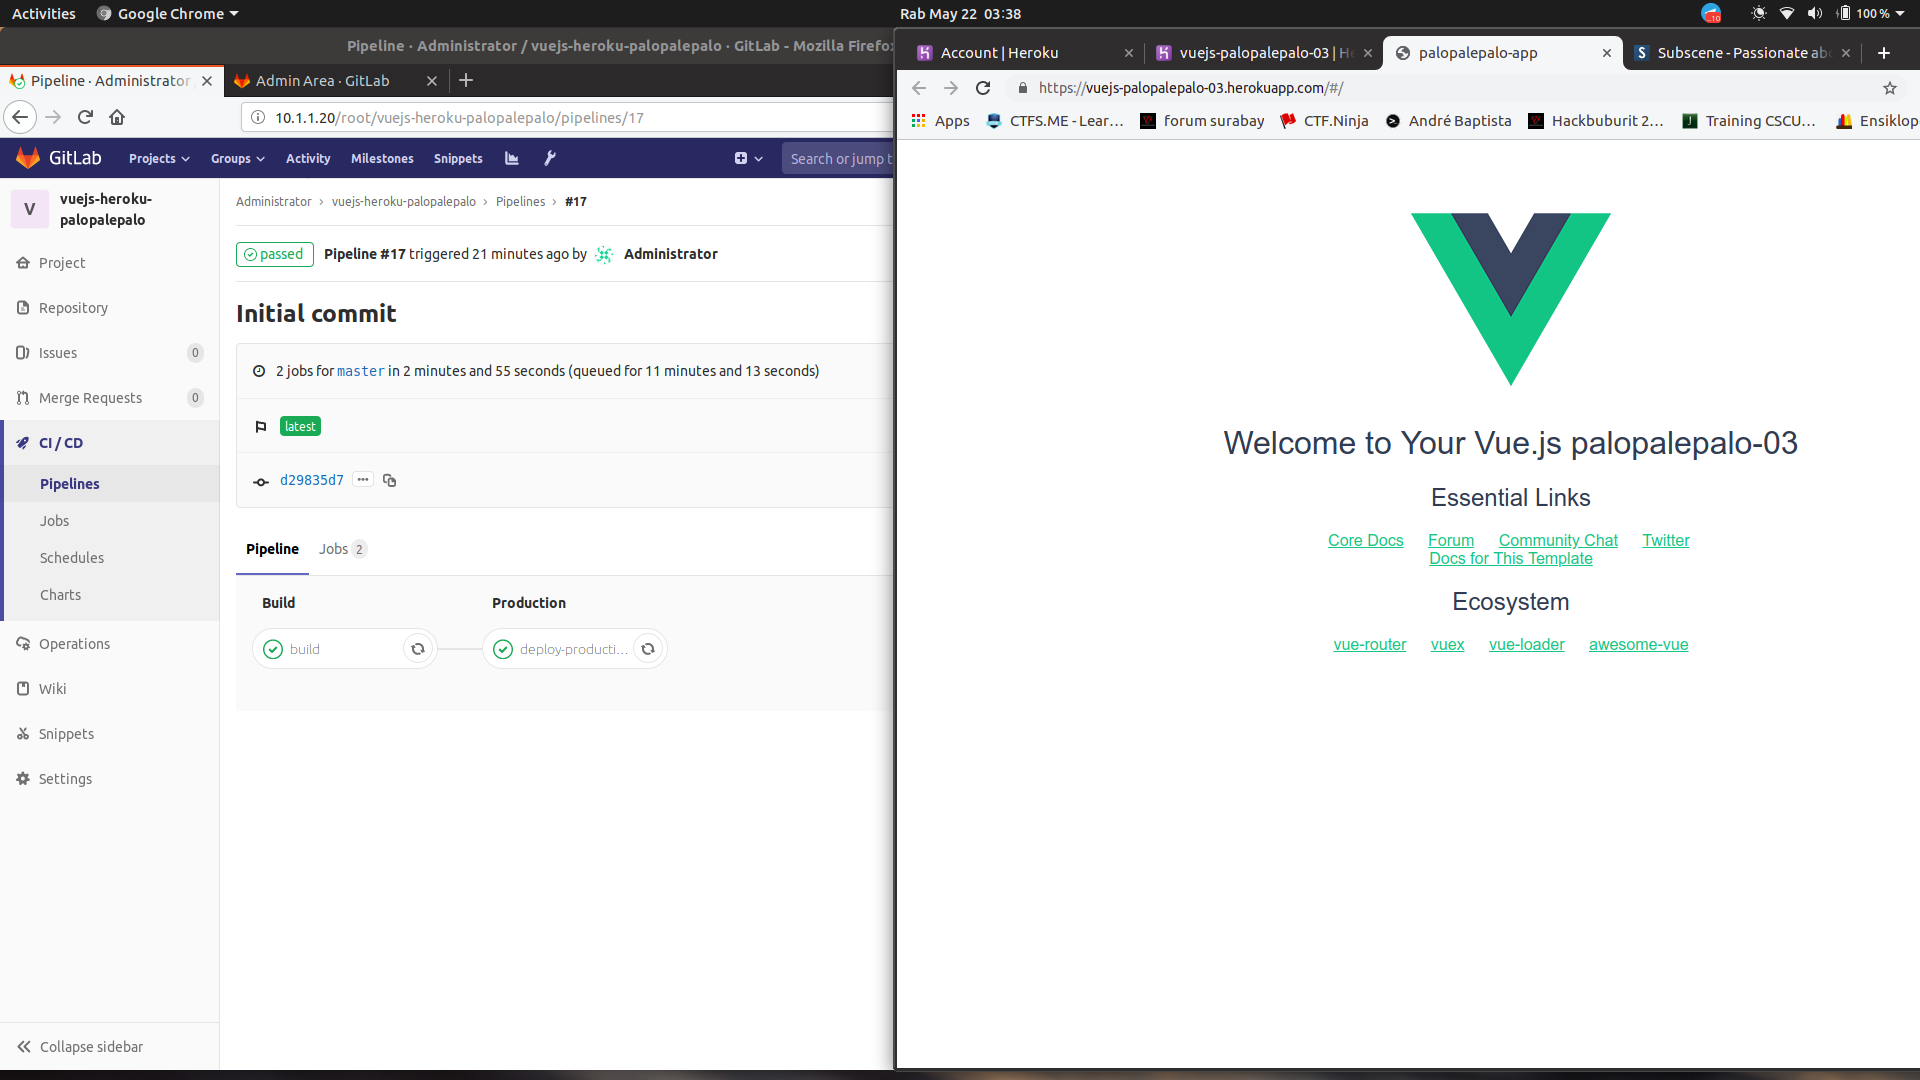 Activities Google Chrome Rab May 22 03:38 100 %
Pipeline · Administrator / vuejs-heroku-palopalepalo · GitLab - Mozilla Firefox
Pipeline · Administrator Admin Area · GitLab
10.1.1.20/root/vuejs-heroku-palopalepalo/pipelines/17
GitLab Projects Groups Activity Milestones Snippets Search or jump t
V vuejs-heroku-
palopalepalo
Project
Repository
Issues 0
Merge Requests 0
CI / CD
Pipelines
Jobs
Schedules
Charts
Operations
Wiki
Snippets
Settings
Collapse sidebar
Administrator › vuejs-heroku-palopalepalo › Pipelines › #17
passed Pipeline #17 triggered 21 minutes ago by Administrator
Initial commit
2 jobs for master in 2 minutes and 55 seconds (queued for 11 minutes and 13 seconds)
latest
d29835d7
Pipeline Jobs 2
Build Production
build deploy-producti...
Account | Heroku vuejs-palopalepalo-03 | He palopalepalo-app Subscene - Passionate abo
https://vuejs-palopalepalo-03.herokuapp.com/#/
Apps CTFS.ME - Lear... forum surabay CTF.Ninja André Baptista Hackbuburit 2... Training CSCU... Ensiklop
Welcome to Your Vue.js palopalepalo-03
Essential Links
Core Docs Forum Community Chat Twitter
Docs for This Template
Ecosystem
vue-router vuex vue-loader awesome-vue